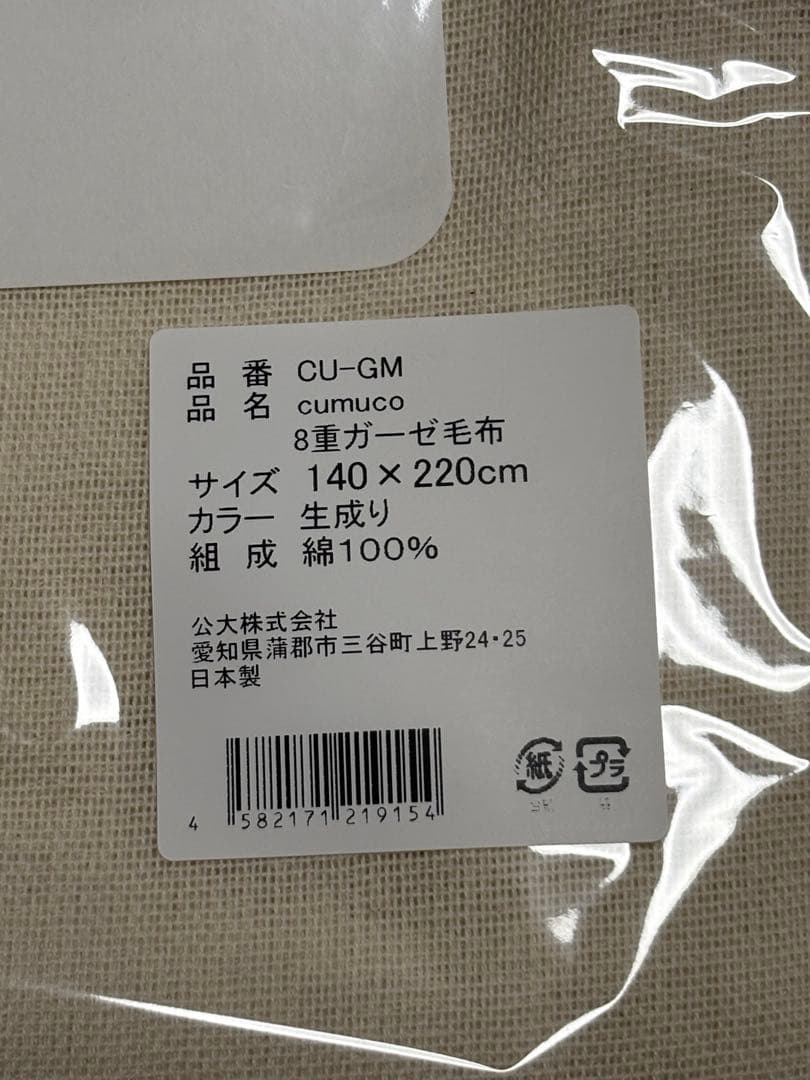 品 番 CU-GM
品 名 cumuco
8重ガーゼ毛布
サイズ 140×220cm
カラー 生成り
組 成 綿100%
公大株式会社
愛知県蒲郡市三谷町上野24・25
日本製
4 582171 219154
紙 プラ